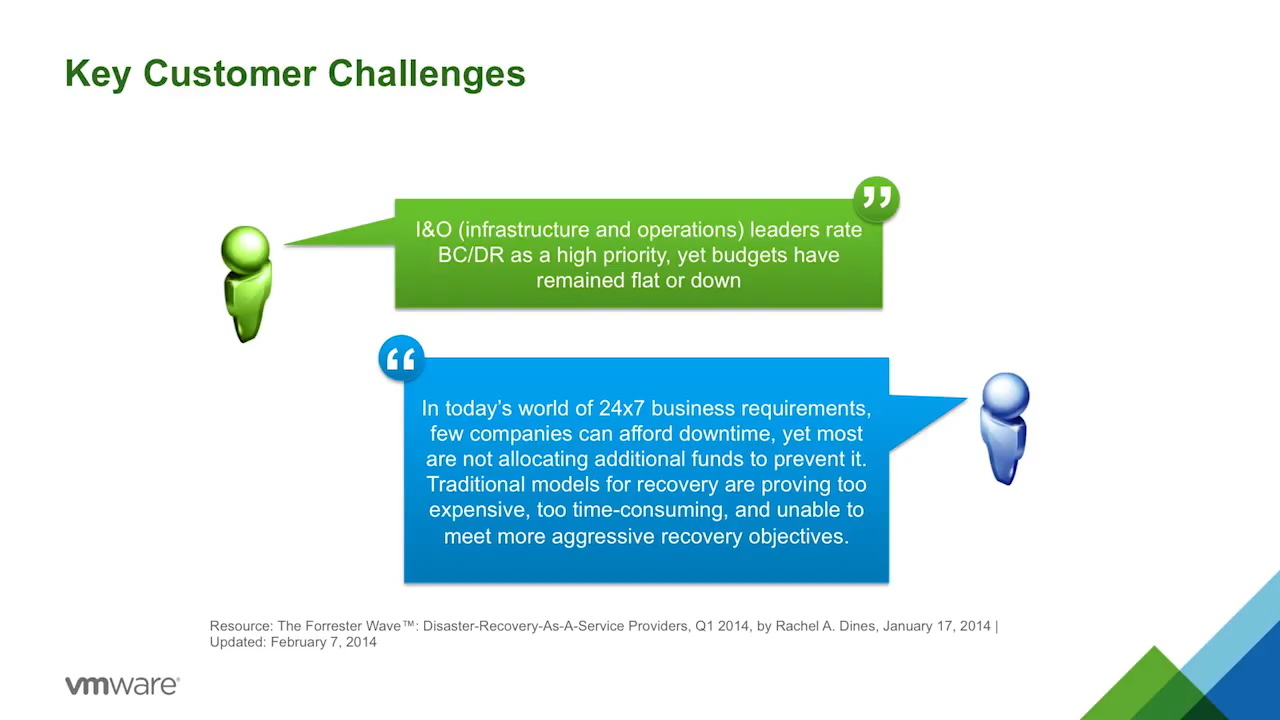 Key Customer Challenges
I&O (infrastructure and operations) leaders rate
BC/DR as a high priority, yet budgets have
remained flat or down
In today’s world of 24x7 business requirements,
few companies can afford downtime, yet most
are not allocating additional funds to prevent it.
Traditional models for recovery are proving too
expensive, too time-consuming, and unable to
meet more aggressive recovery objectives.
Resource: The Forrester Wave™: Disaster-Recovery-As-A-Service Providers, Q1 2014, by Rachel A. Dines, January 17, 2014 |
Updated: February 7, 2014
vmware®